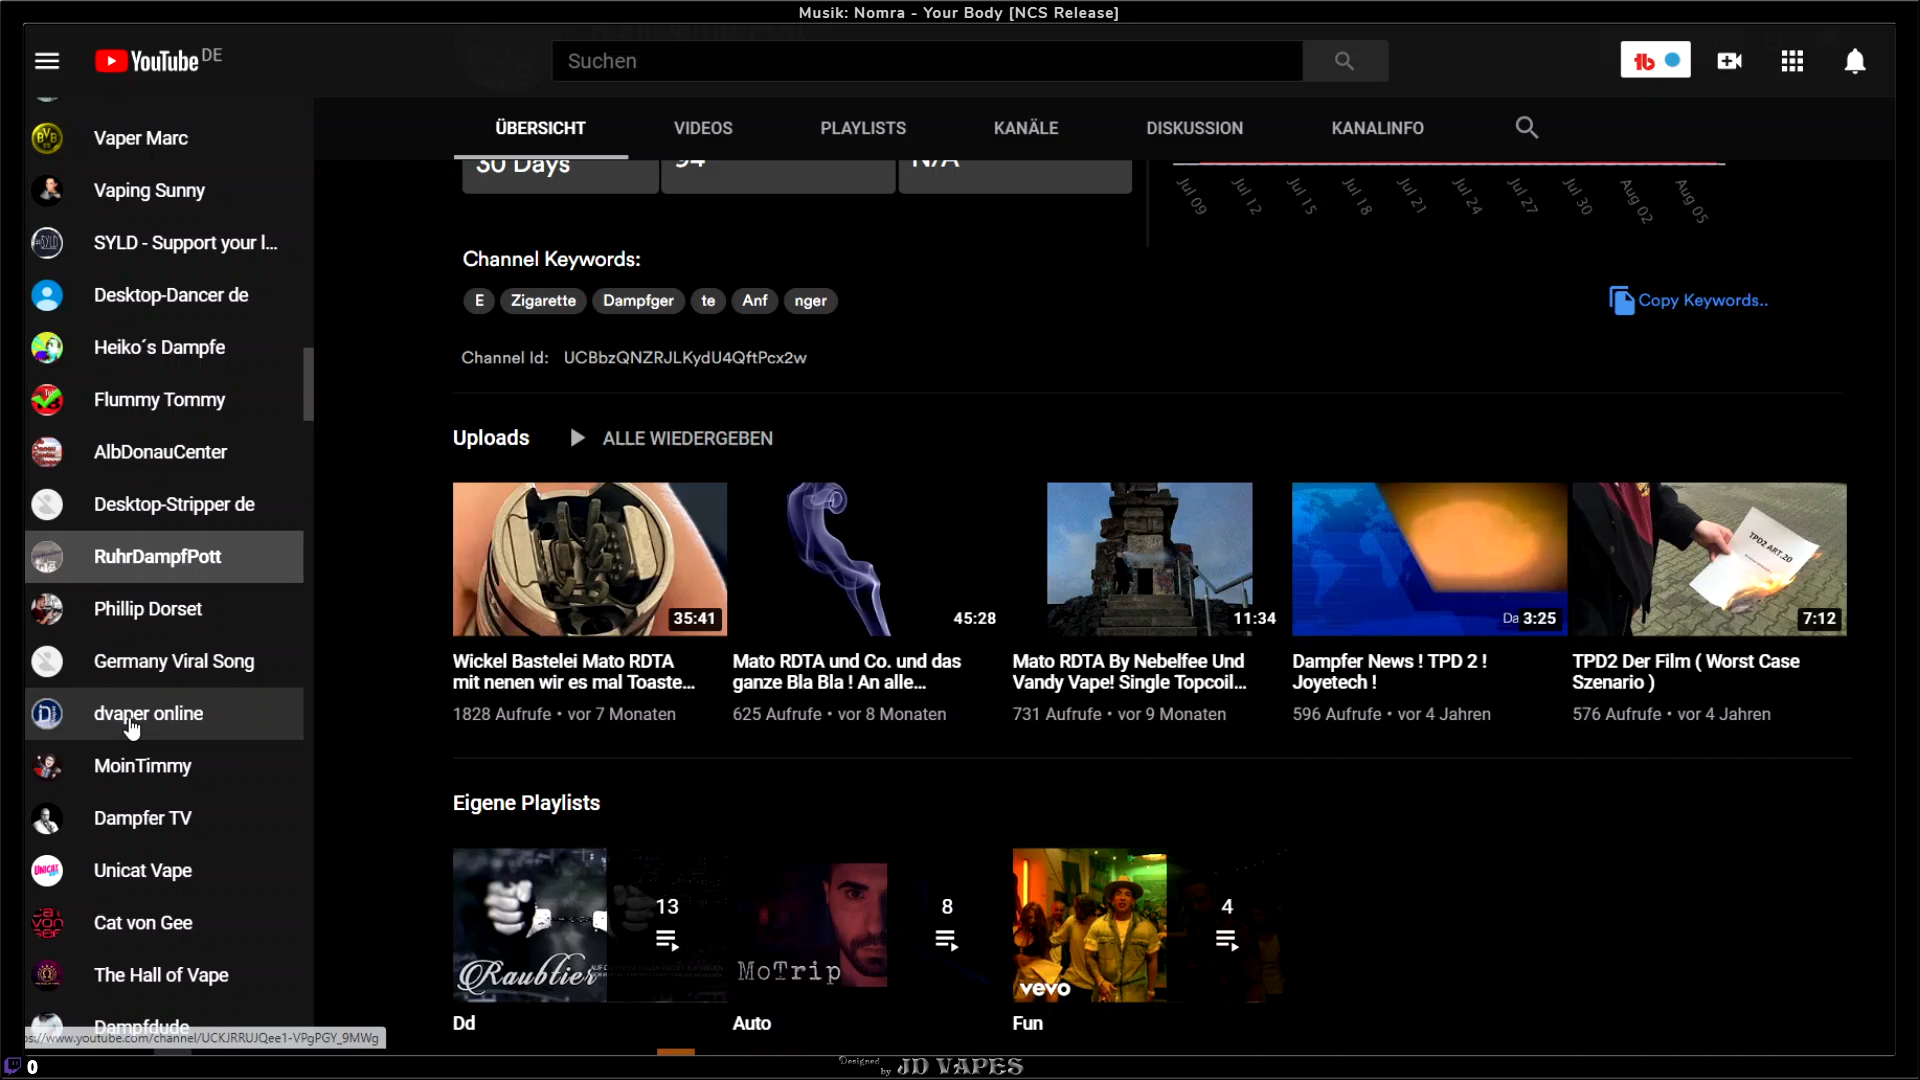 Musik: Nomra - Your Body [NCS Release]
YouTube DE
Suchen
Vaper Marc
Vaping Sunny
SYLD - Support your l...
Desktop-Dancer de
Heiko´s Dampfe
Flummy Tommy
AlbDonauCenter
Desktop-Stripper de
RuhrDampfPott
Phillip Dorset
Germany Viral Song
dvaper online
MoinTimmy
Dampfer TV
Unicat Vape
Cat von Gee
The Hall of Vape
Dampfdude
s://www.youtube.com/channel/UCKJRRUJQee1-VPgPGY_9MWg
ÜBERSICHT VIDEOS PLAYLISTS KANÄLE DISKUSSION KANALINFO
30 Days 94 N/A
Jul 09 Jul 12 Jul 15 Jul 18 Jul 21 Jul 24 Jul 27 Jul 30 Aug 02 Aug 05
Channel Keywords:
E Zigarette Dampfger te Anf nger
Copy Keywords..
Channel Id: UCBbzQNZRJLKydU4QftPcx2w
Uploads ALLE WIEDERGEBEN
35:41
45:28
11:34
Da 3:25
TPD2 ART.20
7:12
Wickel Bastelei Mato RDTA
mit nenen wir es mal Toaste...
1828 Aufrufe • vor 7 Monaten
Mato RDTA und Co. und das
ganze Bla Bla ! An alle...
625 Aufrufe • vor 8 Monaten
Mato RDTA By Nebelfee Und
Vandy Vape! Single Topcoil...
731 Aufrufe • vor 9 Monaten
Dampfer News ! TPD 2 !
Joyetech !
596 Aufrufe • vor 4 Jahren
TPD2 Der Film ( Worst Case
Szenario )
576 Aufrufe • vor 4 Jahren
Eigene Playlists
Raubtier
13
MoTrip
8
vevo
4
Dd
Auto
Fun
0
Designed
by JD VAPES